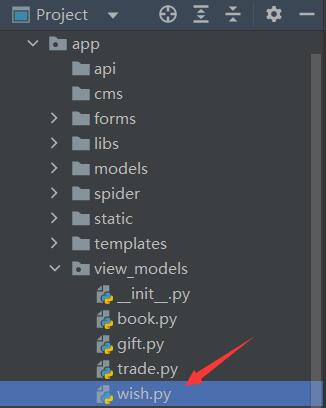 Project
app
api
cms
forms
libs
models
spider
static
templates
view_models
__init__.py
book.py
gift.py
trade.py
wish.py